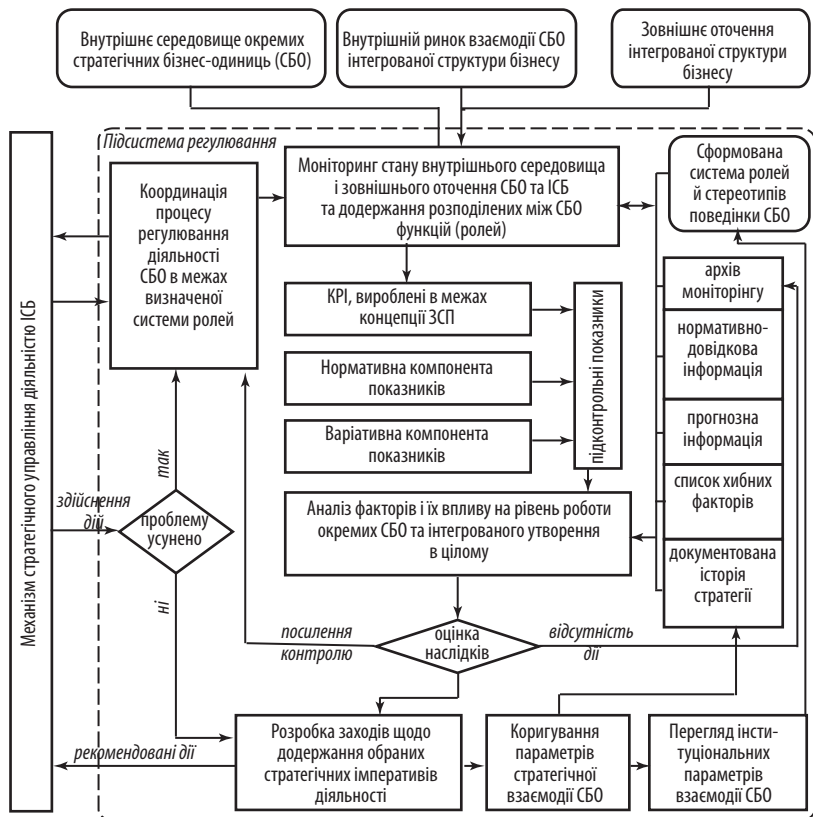 Внутрішнє середовище окремих
стратегічних бізнес-одиниць (СБО)
Внутрішній ринок взаємодії СБО
інтегрованої структури бізнесу
Зовнішнє оточення
інтегрованої структури
бізнесу
Механізм стратегічного управління діяльністю ІСБ
Підсистема регулювання
Координація
процесу
регулювання
діяльності
СБО в межах
визначеної
системи ролей
Моніторинг стану внутрішнього середовища
і зовнішнього оточення СБО та ІСБ
та додержання розподілених між СБО
функцій (ролей)
Сформована
система ролей
й стереотипів
поведінки СБО
KPI, вироблені в межах
концепції ЗСП
Нормативна компонента
показників
Варіативна компонента
показників
підконтрольні показники
архів
моніторингу
нормативно-
довідкова
інформація
прогнозна
інформація
список хибних
факторів
документована
історія
стратегії
Аналіз факторів і їх впливу на рівень роботи
окремих СБО та інтегрованого утворення
в цілому
здійснення
дій
так
проблему
усунено
ні
посилення
контролю
оцінка
наслідків
відсутність
дії
рекомендовані дії
Розробка заходів щодо
додержання обраних
стратегічних імперативів
діяльності
Коригування
параметрів
стратегічної
взаємодії СБО
Перегляд інсти-
туціональних
параметрів
взаємодії СБО